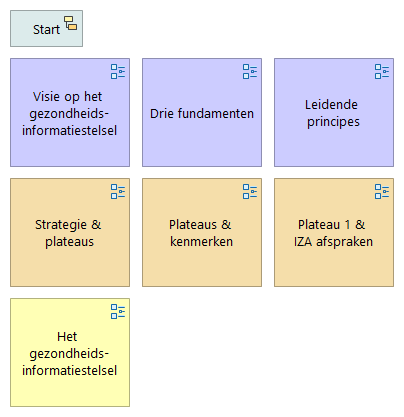 Start
Visie op het
gezondheids-
informatiestelsel
Drie fundamenten
Leidende
principes
Strategie &
plateaus
Plateaus &
kenmerken
Plateau 1 &
IZA afspraken
Het
gezondheids-
informatiestelsel